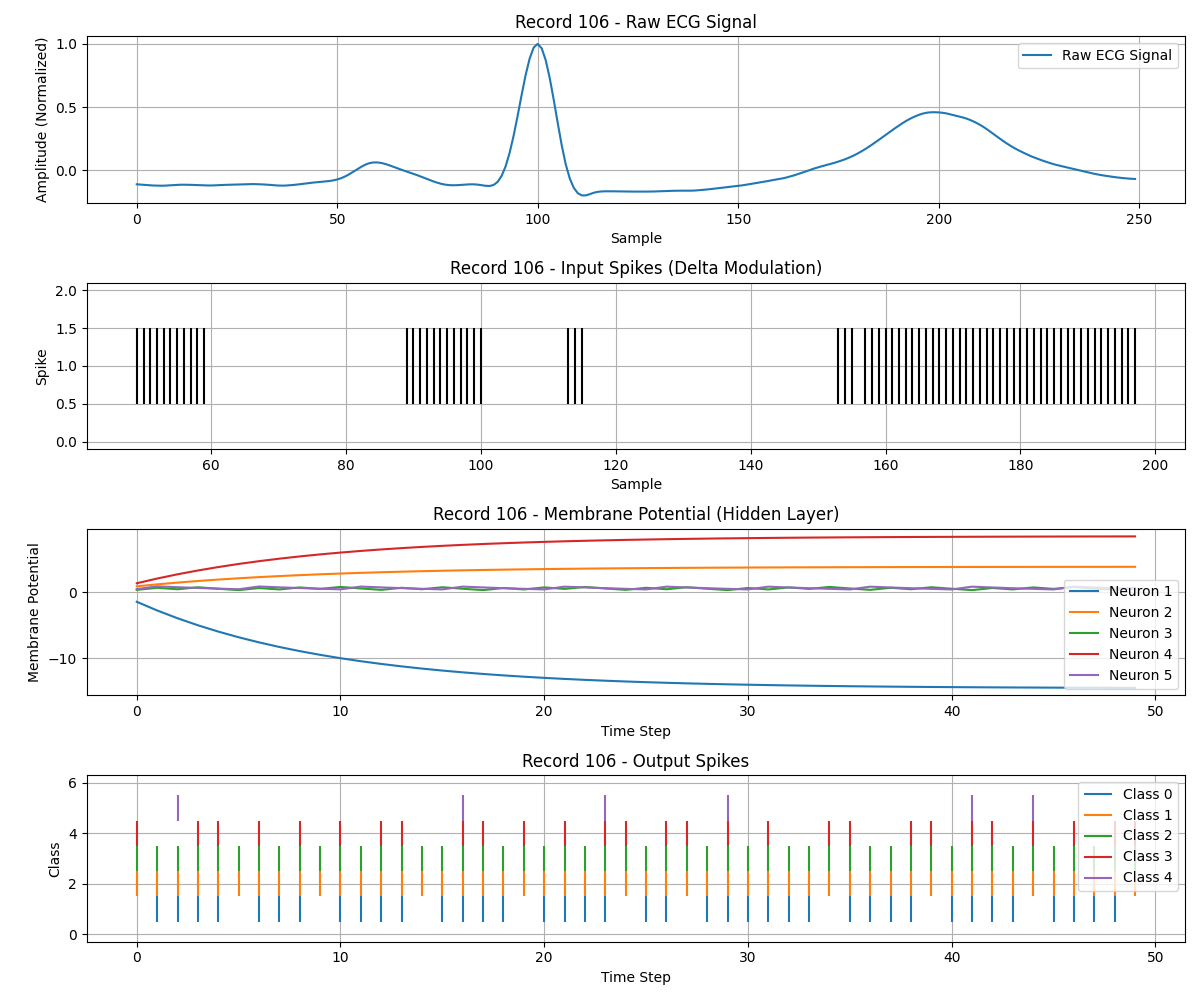 Record 106 - Raw ECG Signal
Amplitude (Normalized)
1.0
0.5
0.0
Raw ECG Signal
0 50 100 150 200 250
Sample
Record 106 - Input Spikes (Delta Modulation)
Spike
2.0
1.5
1.0
0.5
0.0
60 80 100 120 140 160 180 200
Sample
Record 106 - Membrane Potential (Hidden Layer)
Membrane Potential
0
−10
Neuron 1
Neuron 2
Neuron 3
Neuron 4
Neuron 5
0 10 20 30 40 50
Time Step
Record 106 - Output Spikes
Class
6
4
2
0
Class 0
Class 1
Class 2
Class 3
Class 4
0 10 20 30 40 50
Time Step